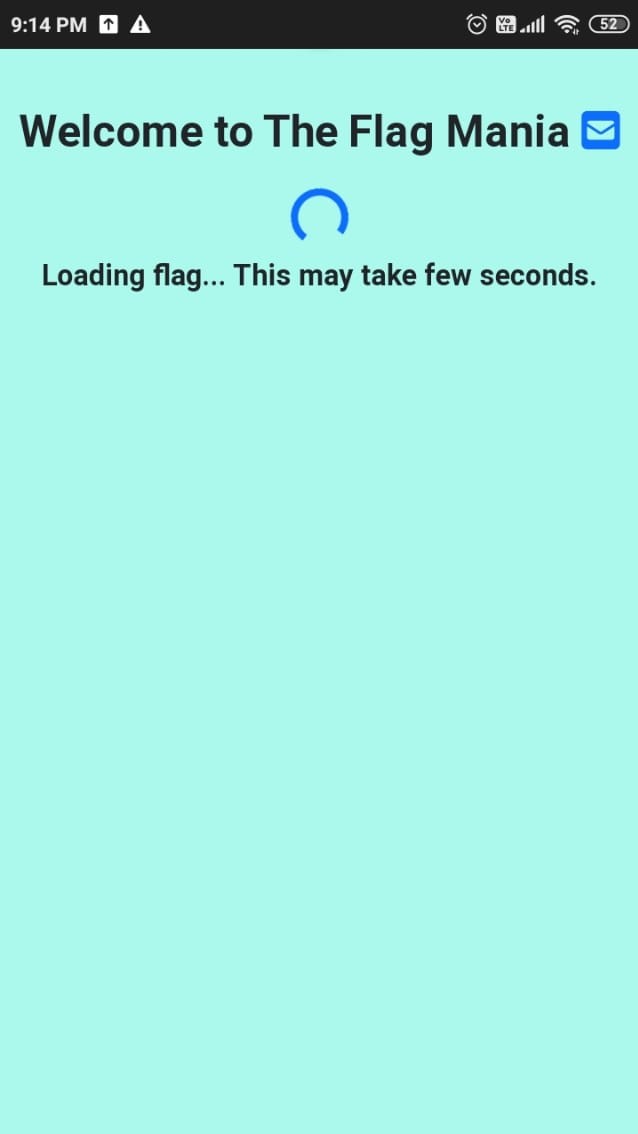 9:14 PM Vo LTE 52
Welcome to The Flag Mania
Loading flag... This may take few seconds.